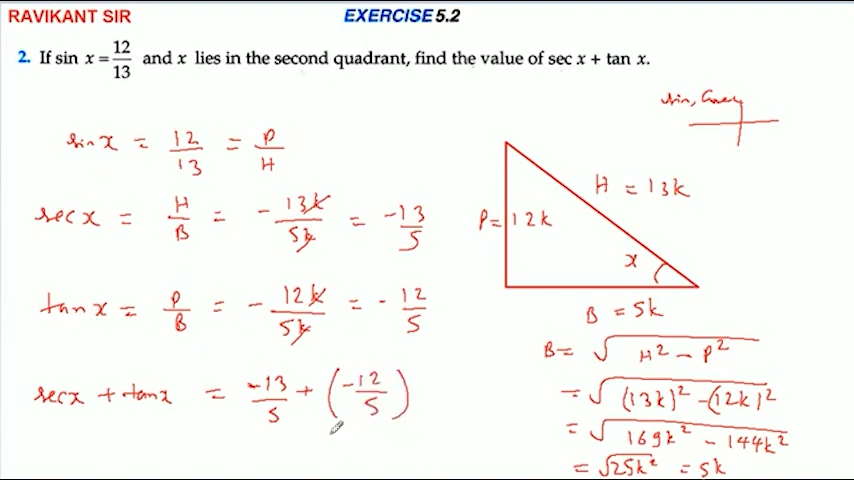 RAVIKANT SIR
EXERCISE 5.2
2. If sin x = 12/13 and x lies in the second quadrant, find the value of sec x + tan x.
sin, Cosec
sin x = 12/13 = P/H
sec x = H/B = -13k/5k = -13/5
tan x = P/B = -12k/5k = -12/5
sec x + tan x = -13/5 + (-12/5)
H = 13k
P = 12k
x
B = 5k
B = √(H² - P²)
= √((13k)² - (12k)²)
= √(169k² - 144k²)
= √25k² = 5k